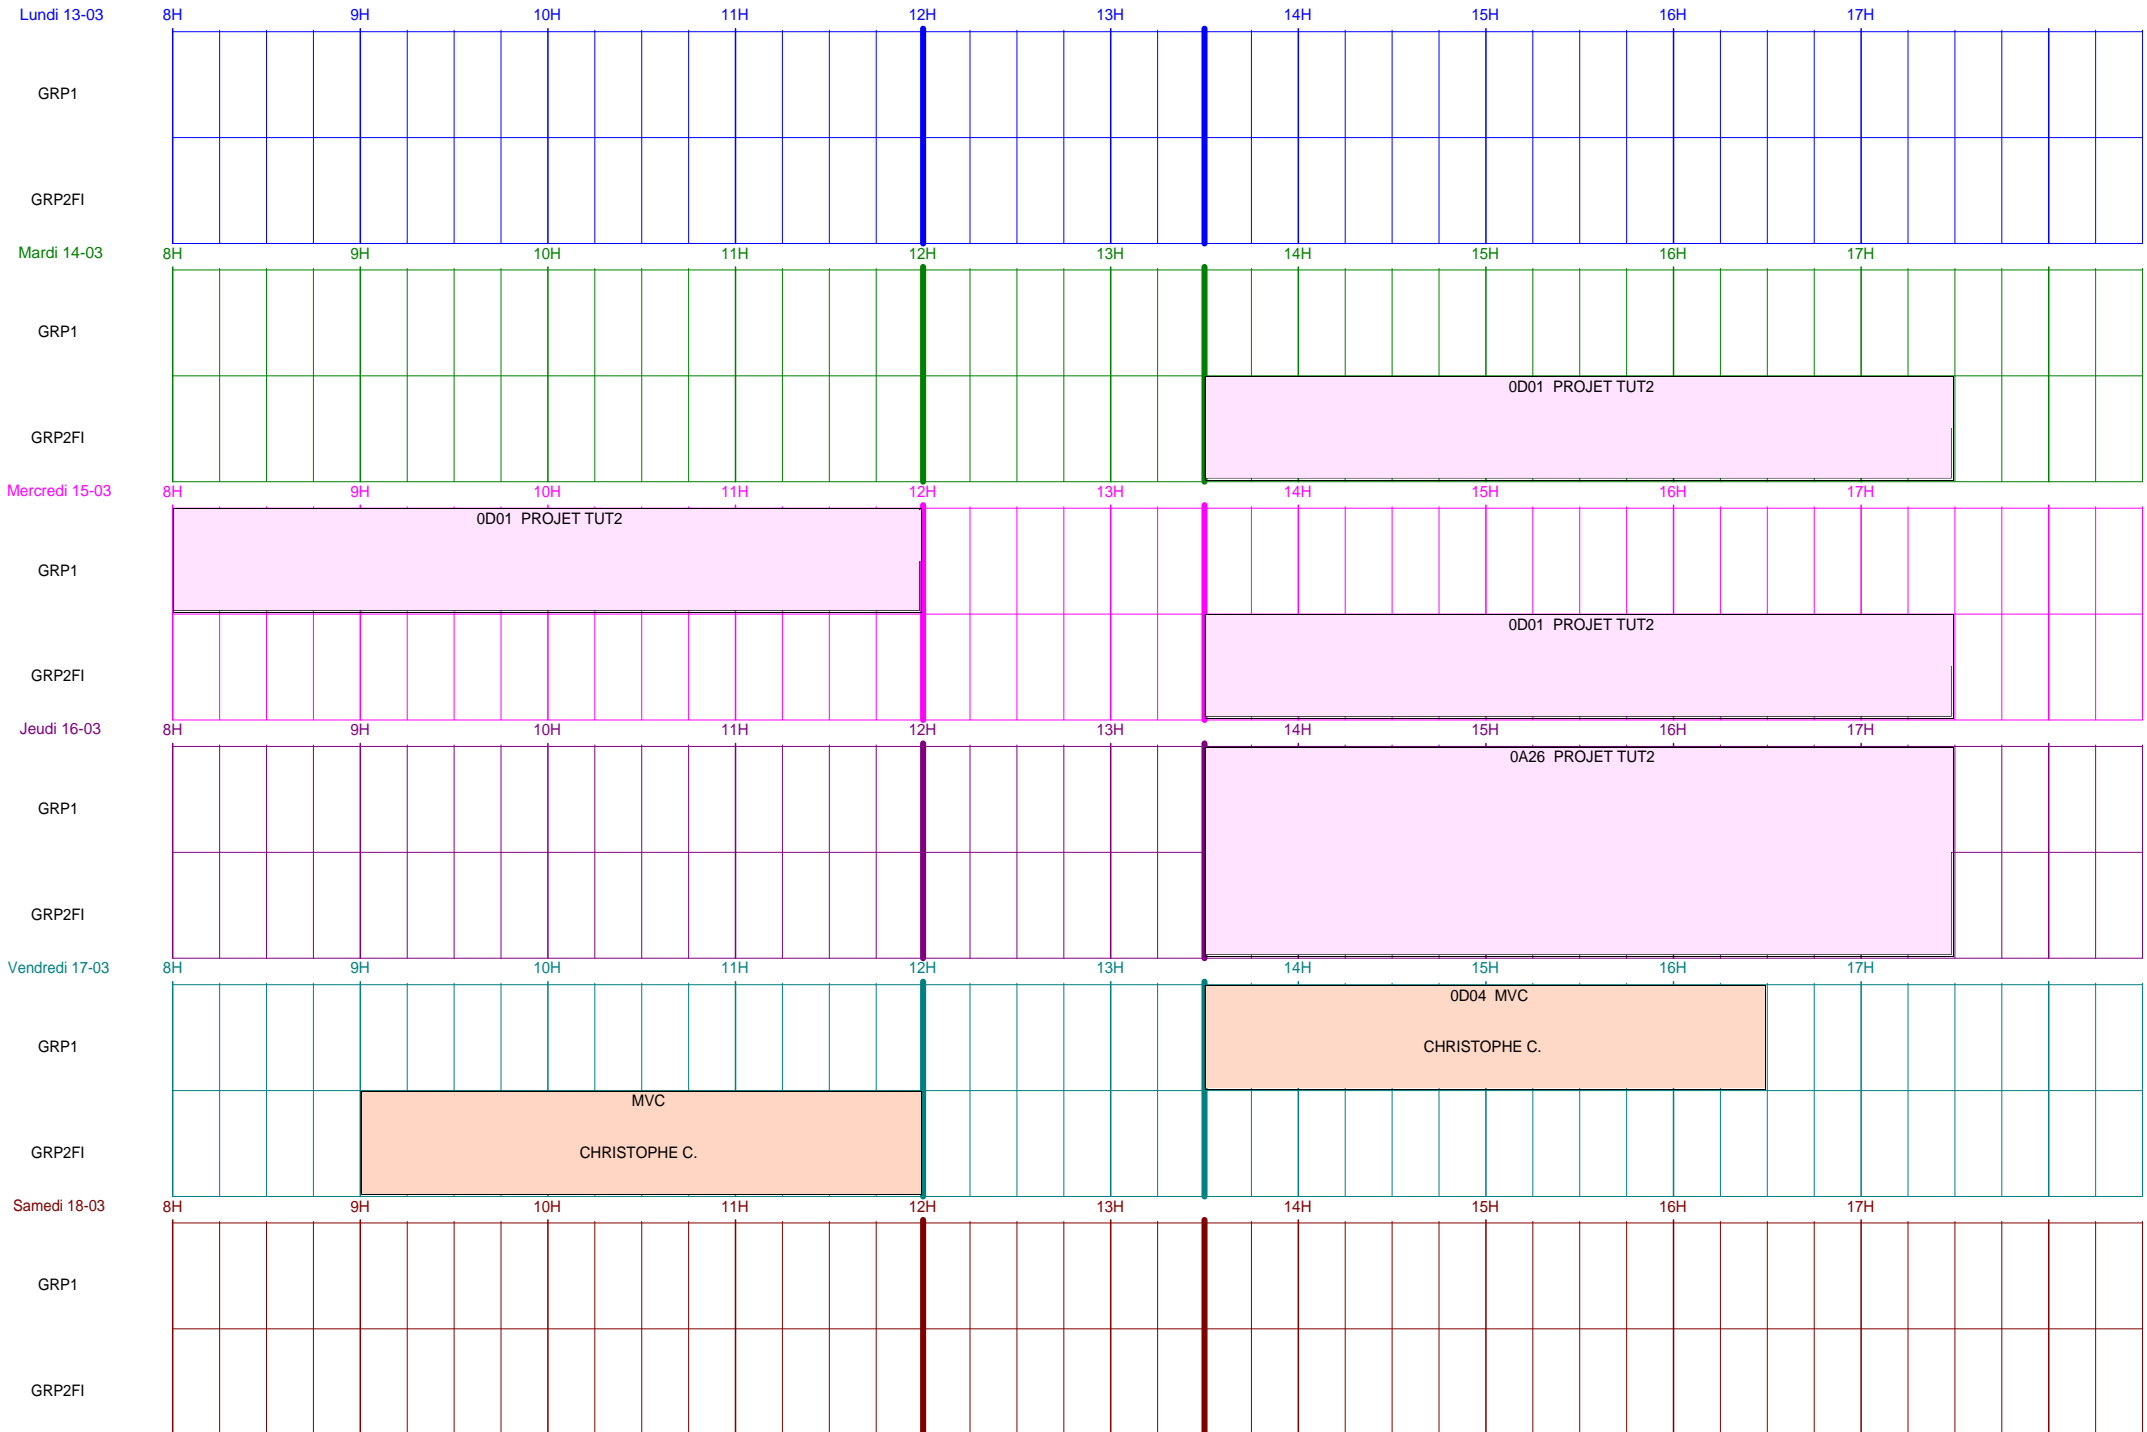 Lundi 13-03 8H 9H 10H 11H 12H 13H 14H 15H 16H 17H
GRP1
GRP2FI
Mardi 14-03 8H 9H 10H 11H 12H 13H 14H 15H 16H 17H
GRP1
0D01 PROJET TUT2
GRP2FI
Mercredi 15-03 8H 9H 10H 11H 12H 13H 14H 15H 16H 17H
0D01 PROJET TUT2
GRP1
0D01 PROJET TUT2
GRP2FI
Jeudi 16-03 8H 9H 10H 11H 12H 13H 14H 15H 16H 17H
0A26 PROJET TUT2
GRP1
GRP2FI
Vendredi 17-03 8H 9H 10H 11H 12H 13H 14H 15H 16H 17H
0D04 MVC
GRP1 CHRISTOPHE C.
MVC
GRP2FI CHRISTOPHE C.
Samedi 18-03 8H 9H 10H 11H 12H 13H 14H 15H 16H 17H
GRP1
GRP2FI